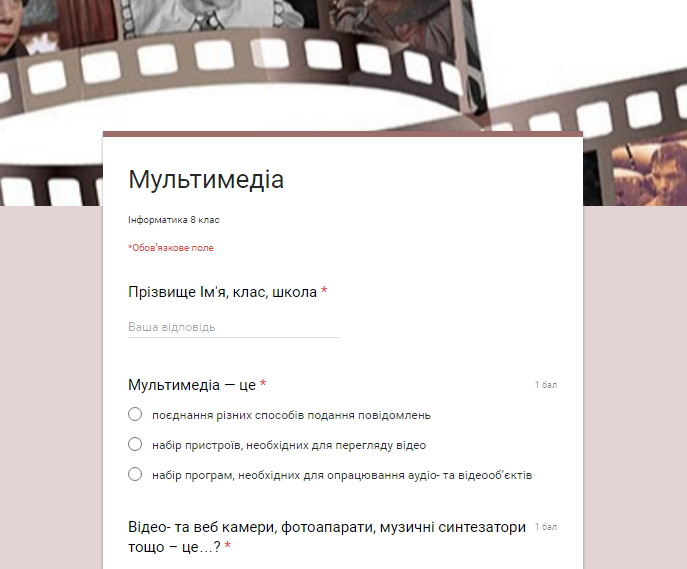 Мультимедіа
Інформатика 8 клас
*Обов'язкове поле
Прізвище Ім'я, клас, школа *
Ваша відповідь
Мультимедіа — це *
1 бал
поєднання різних способів подання повідомлень
набір пристроїв, необхідних для перегляду відео
набір програм, необхідних для опрацювання аудіо- та відеооб'єктів
Відео- та веб камери, фотоапарати, музичні синтезатори
1 бал
тощо – це...? *